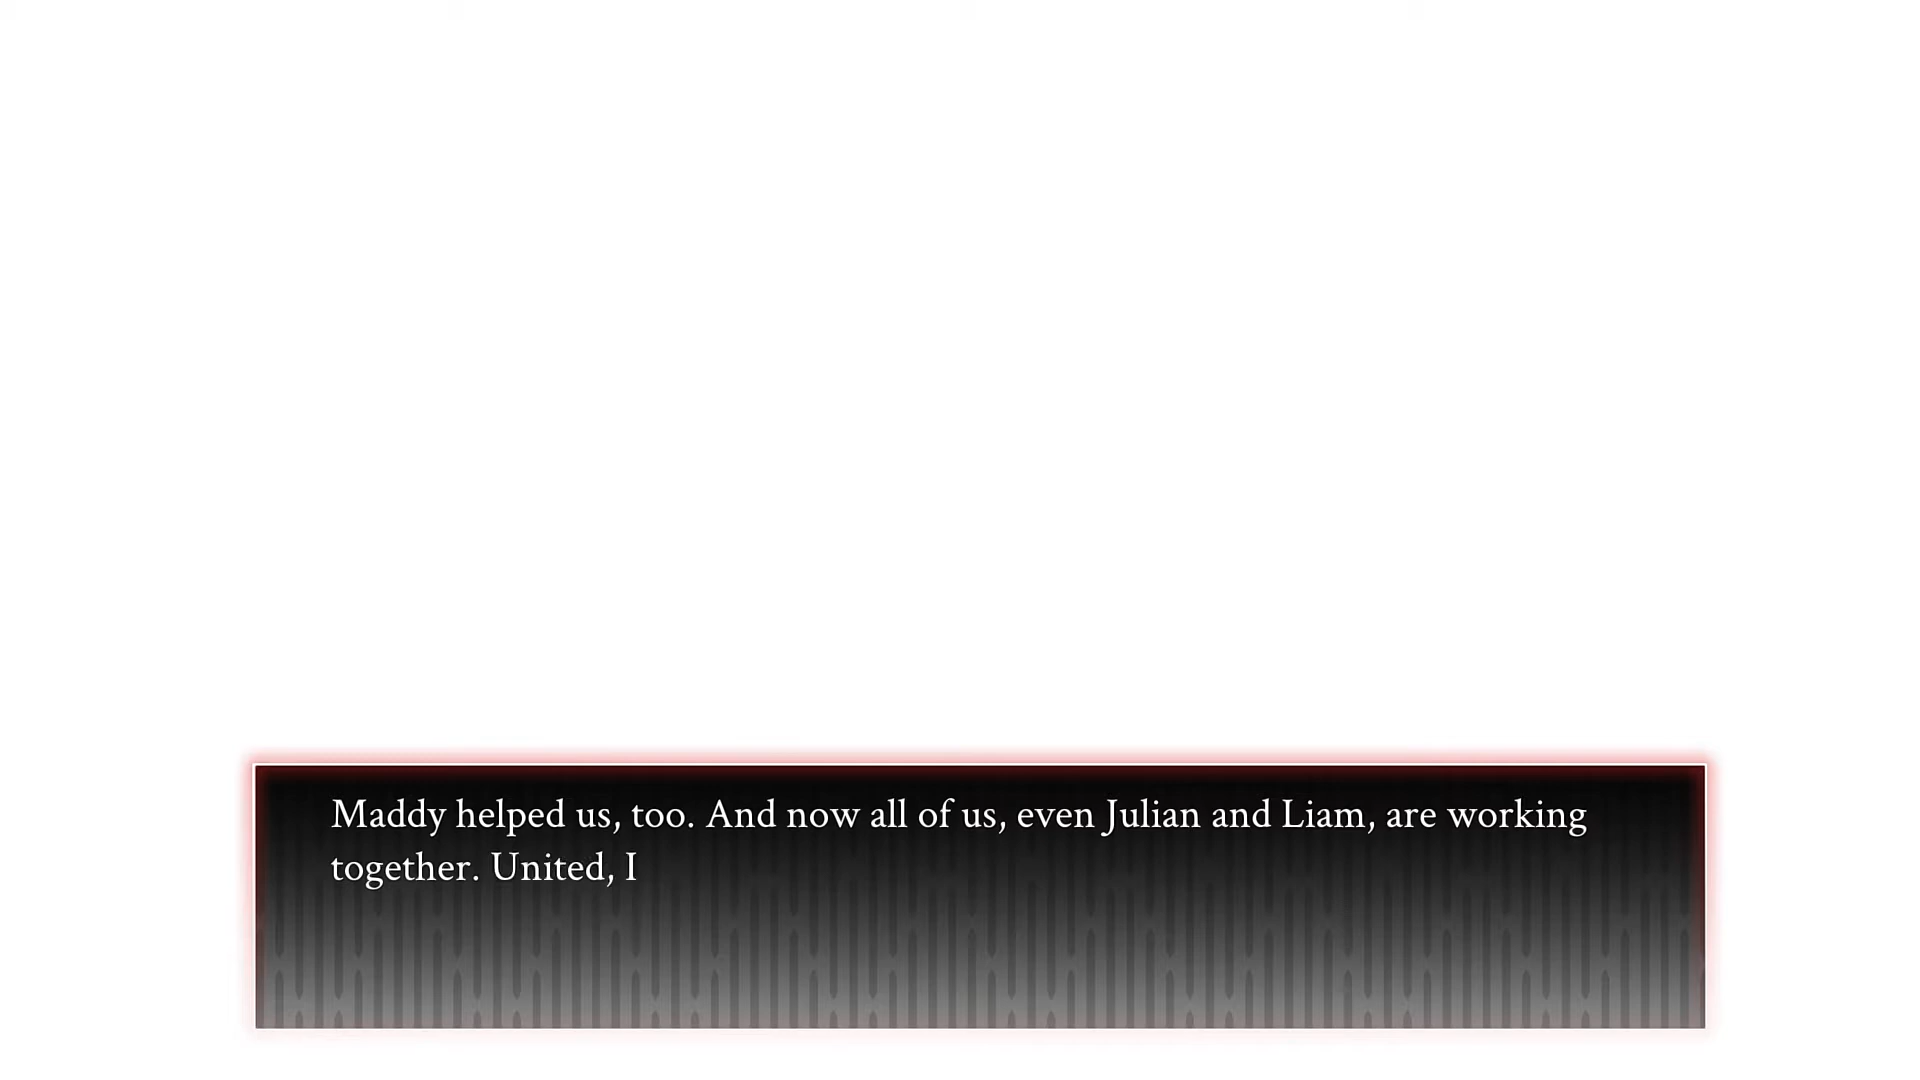 Maddy helped us, too. And now all of us, even Julian and Liam, are working
together. United, I